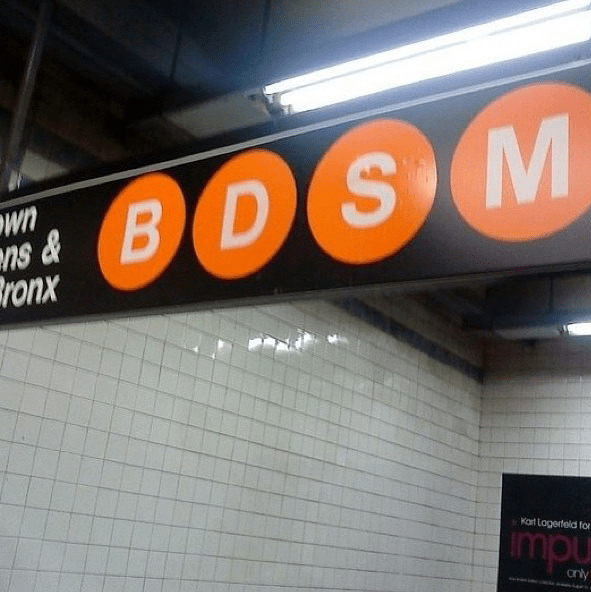 own
ens &
Bronx
B D S M
Karl Lagerfeld for
impu
only